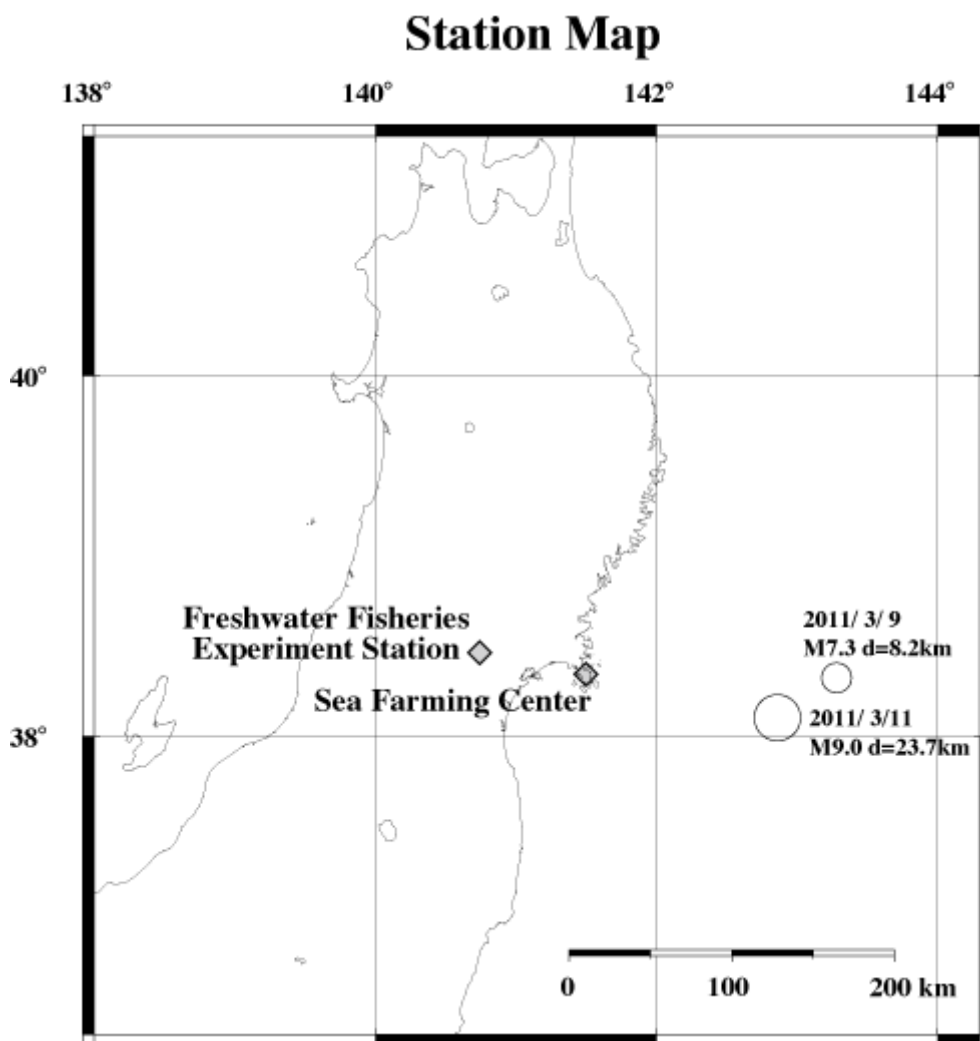 Station Map
138° 140° 142° 144°
40°
Freshwater Fisheries
Experiment Station
Sea Farming Center
2011/ 3/ 9
M7.3 d=8.2km
38°
2011/ 3/11
M9.0 d=23.7km
0 100 200 km